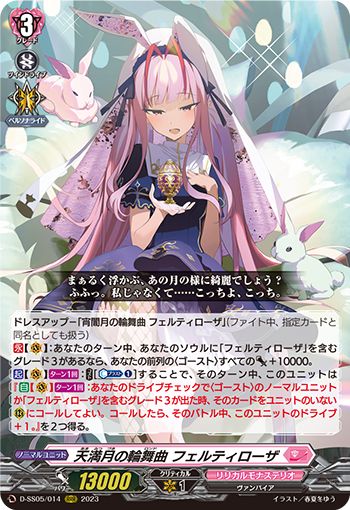 3
グレード
ツインドライブ
ペルソナライド
まぁるく浮かぶ、あの月の様に綺麗でしょう?
ふふっ。私じゃなくて……こっちよ、こっち。
ドレスアップ-「宵闇月の輪舞曲 フェルティローザ」(ファイト中、指定カードと
同名としても扱う)
永【V】:あなたのターン中、あなたのソウルに「フェルティローザ」を含む
グレード3があるなら、あなたの前列の〈ゴースト〉すべての+10000。
起【V】【ターン1回】:【コスト】【ブラスト1】することで、そのターン中、このユニットは
『自【V】【ターン1回】:あなたのドライブチェックで〈ゴースト〉のノーマルユニット
か「フェルティローザ」を含むグレード3が出た時、そのカードをユニットのいない
Rにコールしてよい。コールしたら、そのバトル中、このユニットのドライブ
+1。』を2つ得る。
ノーマルユニット
天満月の輪舞曲 フェルティローザ
リリカルモナステリオ
パワー
13000
クリティカル
1
ヴァンパイア
D-SS05/014 RRR 2023
イラスト/春夏冬ゆう